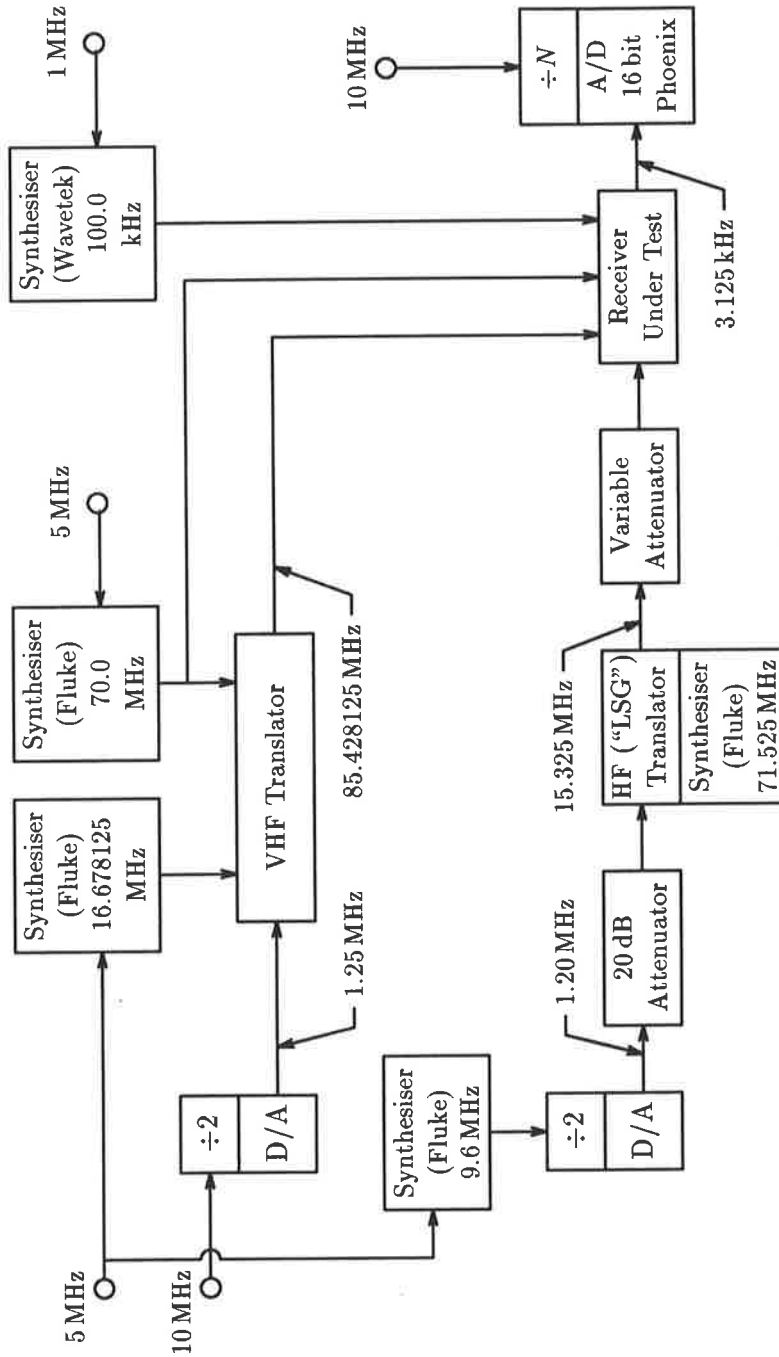 5 MHz
10 MHz
Synthesiser
(Fluke)
16.678125
MHz
Synthesiser
(Fluke)
70.0
MHz
5 MHz
Synthesiser
(Wavetek)
100.0
kHz
1 MHz
÷2
D/A
1.25 MHz
VHF Translator
85.428125 MHz
10 MHz
Synthesiser
(Fluke)
9.6 MHz
÷2
D/A
1.20 MHz
20 dB
Attenuator
HF (“LSG”)
Translator
Synthesiser
(Fluke)
71.525 MHz
15.325 MHz
Variable
Attenuator
Receiver
Under Test
3.125 kHz
÷N
A/D
16 bit
Phoenix